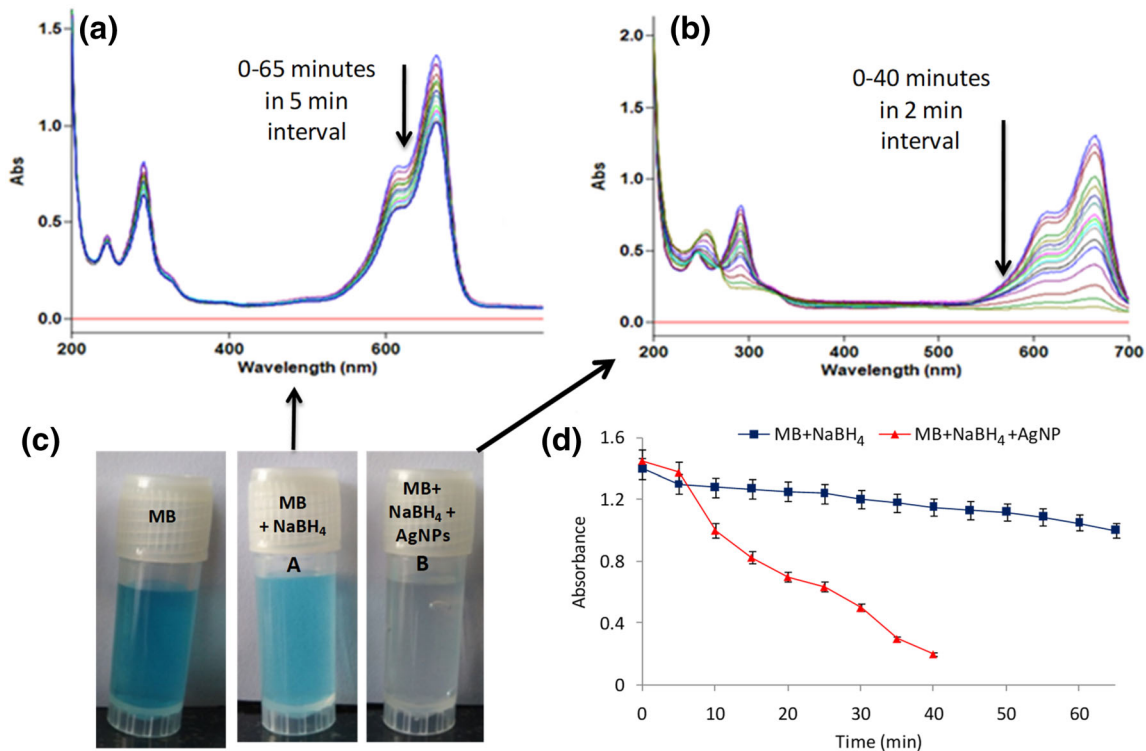 (a)
0-65 minutes
in 5 min
interval
Abs
1.5
1.0
0.5
0.0
200
400
600
Wavelength (nm)
(b)
0-40 minutes
in 2 min
interval
Abs
2.0
1.5
1.0
0.5
0.0
200
300
400
500
600
700
Wavelength (nm)
(c)
MB
MB
+ NaBH₄
A
MB+
NaBH₄ +
AgNPs
B
(d)
MB+NaBH₄
MB+NaBH₄+AgNP
Absorbance
1.6
1.2
0.8
0.4
0
0
10
20
30
40
50
60
Time (min)